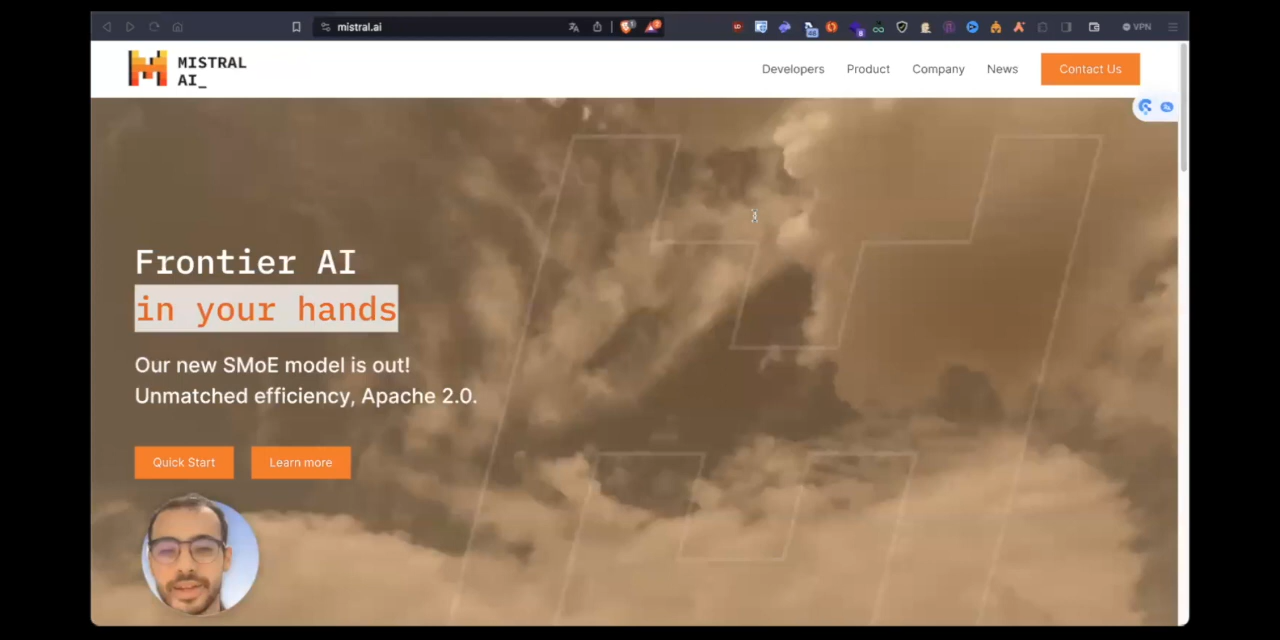 mistral.ai
VPN
MISTRAL
AI_
Developers
Product
Company
News
Contact Us
Frontier AI
in your hands
Our new SMoE model is out!
Unmatched efficiency, Apache 2.0.
Quick Start
Learn more